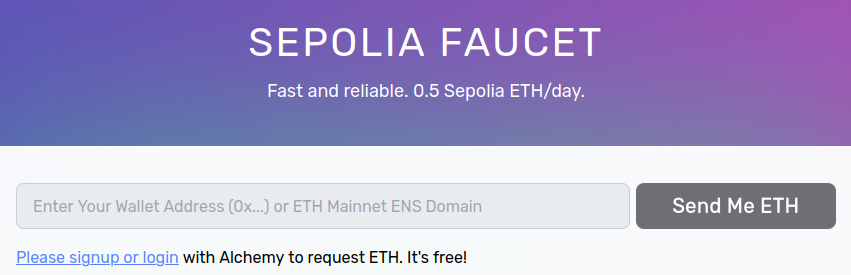 SEPOLIA FAUCET
Fast and reliable. 0.5 Sepolia ETH/day.
Enter Your Wallet Address (0x...) or ETH Mainnet ENS Domain
Send Me ETH
Please signup or login with Alchemy to request ETH. It's free!